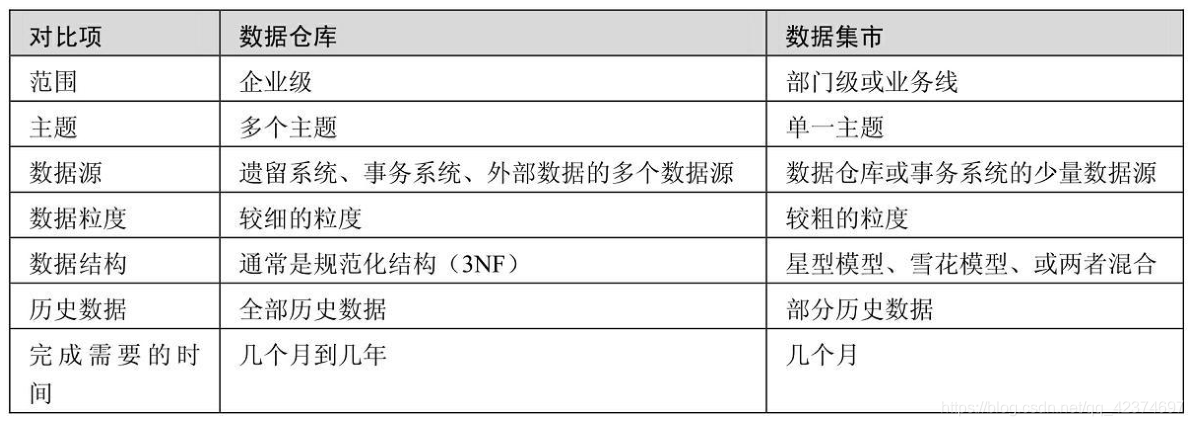 对比项 数据仓库 数据集市
范围 企业级 部门级或业务线
主题 多个主题 单一主题
数据源 遗留系统、事务系统、外部数据的多个数据源 数据仓库或事务系统的少量数据源
数据粒度 较细的粒度 较粗的粒度
数据结构 通常是规范化结构（3NF） 星型模型、雪花模型、或两者混合
历史数据 全部历史数据 部分历史数据
完成需要的时 几个月到几年 几个月
间
https://blog.csdn.net/qq_42374697